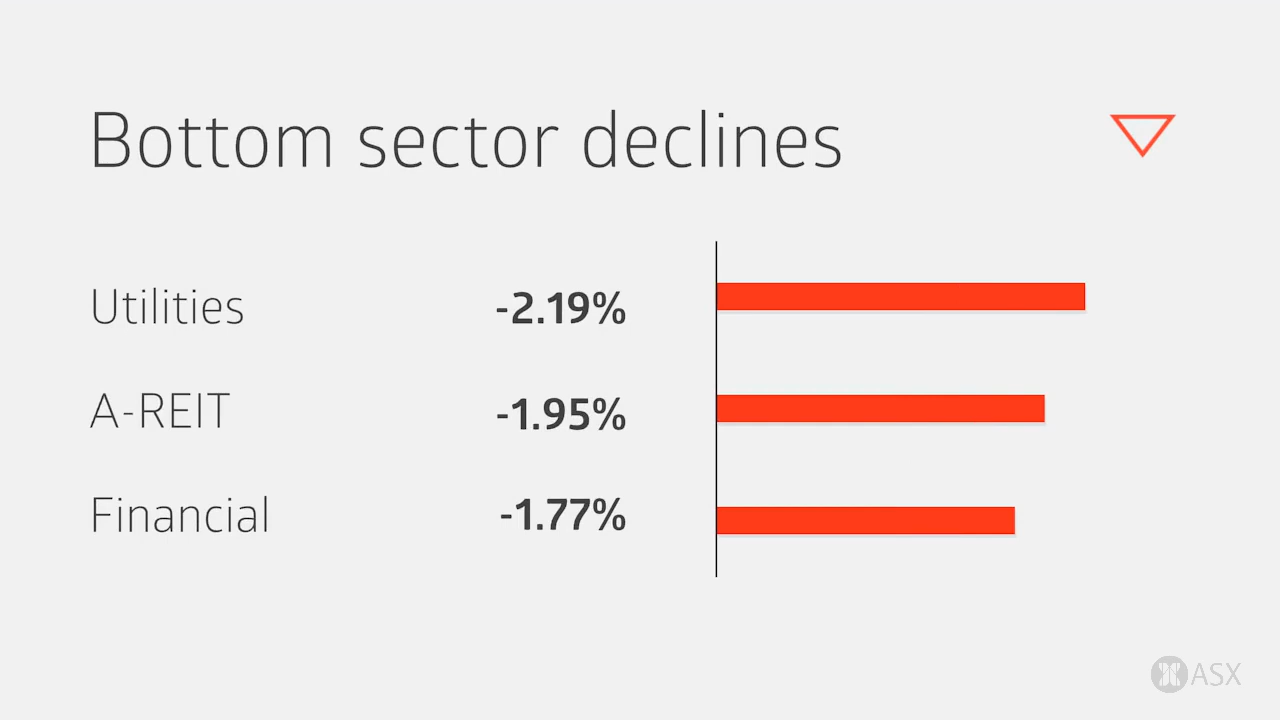 Bottom sector declines
Utilities -2.19%
A-REIT -1.95%
Financial -1.77%
ASX